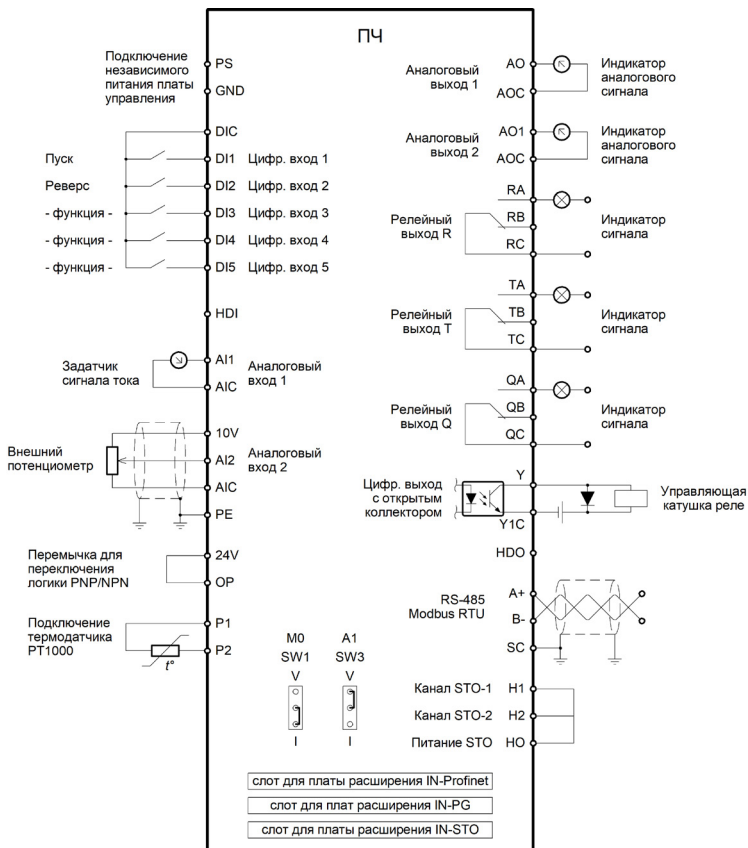 ПЧ
Подключение
независимого
питания платы
управления
PS
GND
DIC
Пуск
DI1 Цифр. вход 1
Реверс
DI2 Цифр. вход 2
- функция -
DI3 Цифр. вход 3
- функция -
DI4 Цифр. вход 4
- функция -
DI5 Цифр. вход 5
HDI
Задатчик
сигнала тока
AI1
AIC
Аналоговый
вход 1
Внешний
потенциометр
10V
AI2
AIC
PE
Аналоговый
вход 2
Перемычка для
переключения
логики PNP/NPN
24V
OP
Подключение
термодатчика
PT1000
t°
P1
P2
M0
SW1
V
I
A1
SW3
V
I
Аналоговый
выход 1
AO
AOC
Индикатор
аналогового
сигнала
Аналоговый
выход 2
AO1
AOC
Индикатор
аналогового
сигнала
Релейный
выход R
RA
RB
RC
Индикатор
сигнала
Релейный
выход T
TA
TB
TC
Индикатор
сигнала
Релейный
выход Q
QA
QB
QC
Индикатор
сигнала
Цифр. выход
с открытым
коллектором
Y
Y1C
Управляющая
катушка реле
HDO
RS-485
Modbus RTU
A+
B-
SC
Канал STO-1 H1
Канал STO-2 H2
Питание STO HO
слот для платы расширения IN-Profinet
слот для плат расширения IN-PG
слот для платы расширения IN-STO